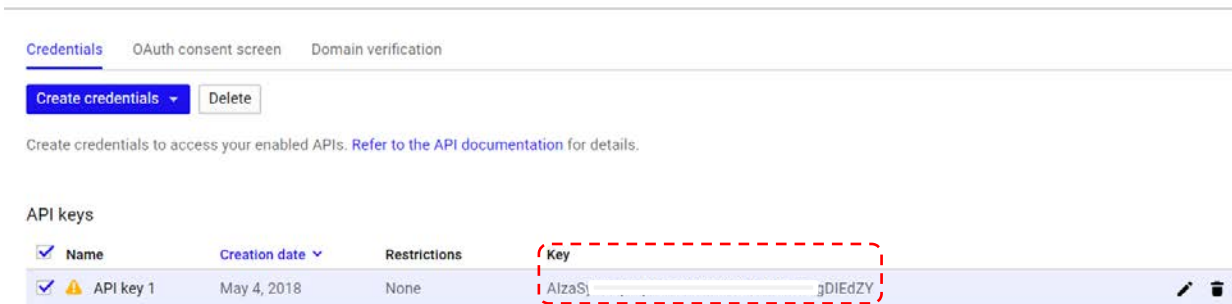 Credentials OAuth consent screen Domain verification
Create credentials Delete
Create credentials to access your enabled APIs. Refer to the API documentation for details.
API keys
Name Creation date Restrictions Key
API key 1 May 4, 2018 None AIzaSy gDIEdZY